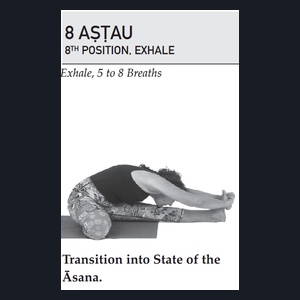 8 AṢṬAU
8TH POSITION, EXHALE
Exhale, 5 to 8 Breaths
Transition into State of the
Āsana.